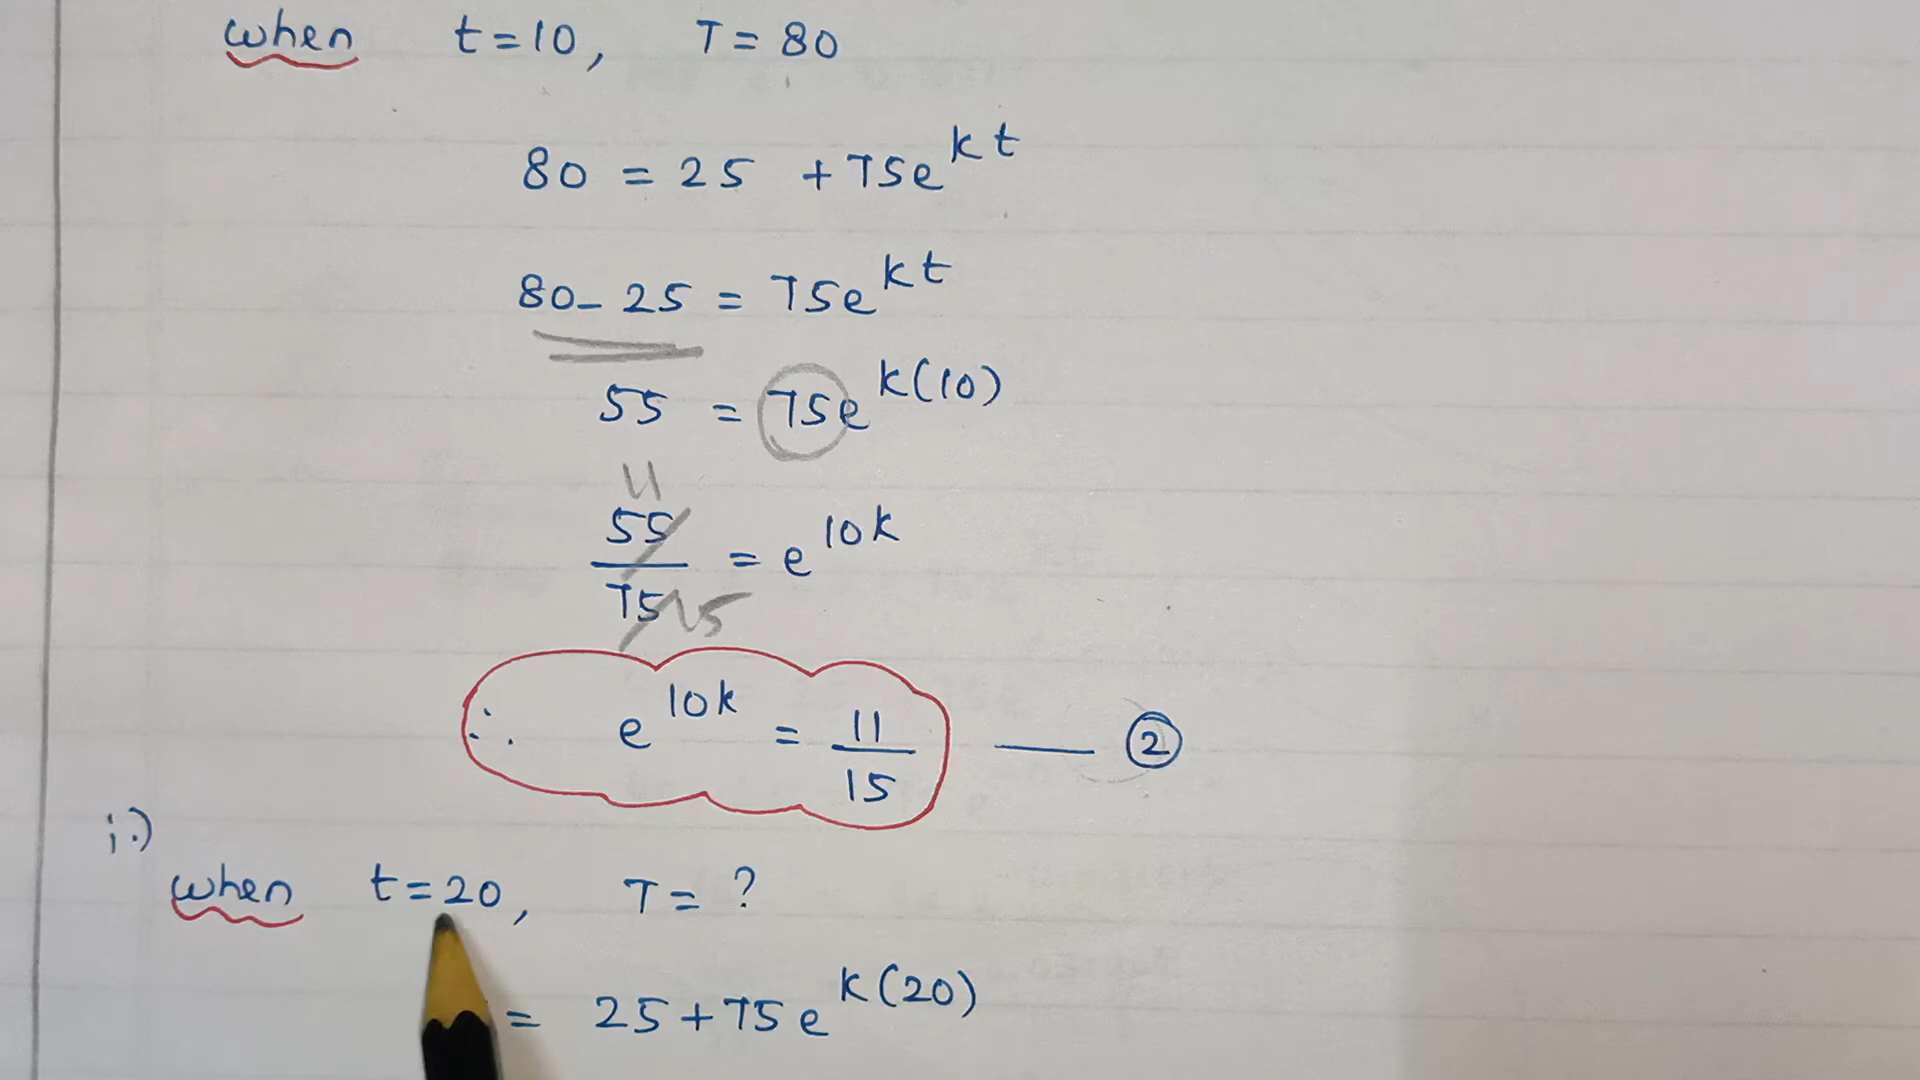 when t=10, T=80
80 = 25 +75e^kt
80-25 = 75e^kt
55 = 75e^k(10)
11
55/75 = e^10k
15
∴ e^10k = 11/15 — ②
i.)
when t=20, T= ?
= 25+75e^k(20)